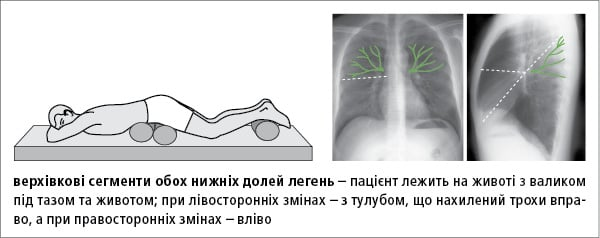 верхівкові сегменти обох нижніх долей легень – пацієнт лежить на животі з валиком
під тазом та животом; при лівосторонніх змінах – з тулубом, що нахилений трохи впра-
во, а при правосторонніх змінах – вліво